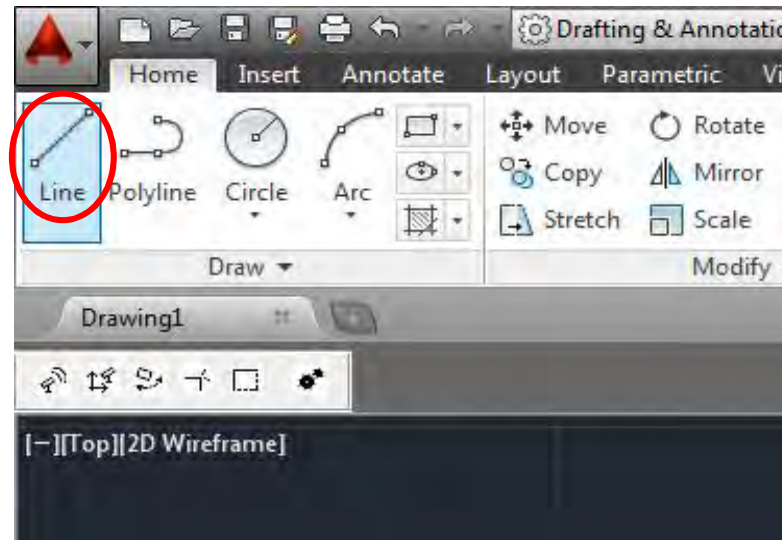 Drafting & Annotatio
Home Insert Annotate Layout Parametric Vi
Line Polyline Circle Arc
Move Rotate
Copy Mirror
Stretch Scale
Draw Modify
Drawing1
[−][Top][2D Wireframe]